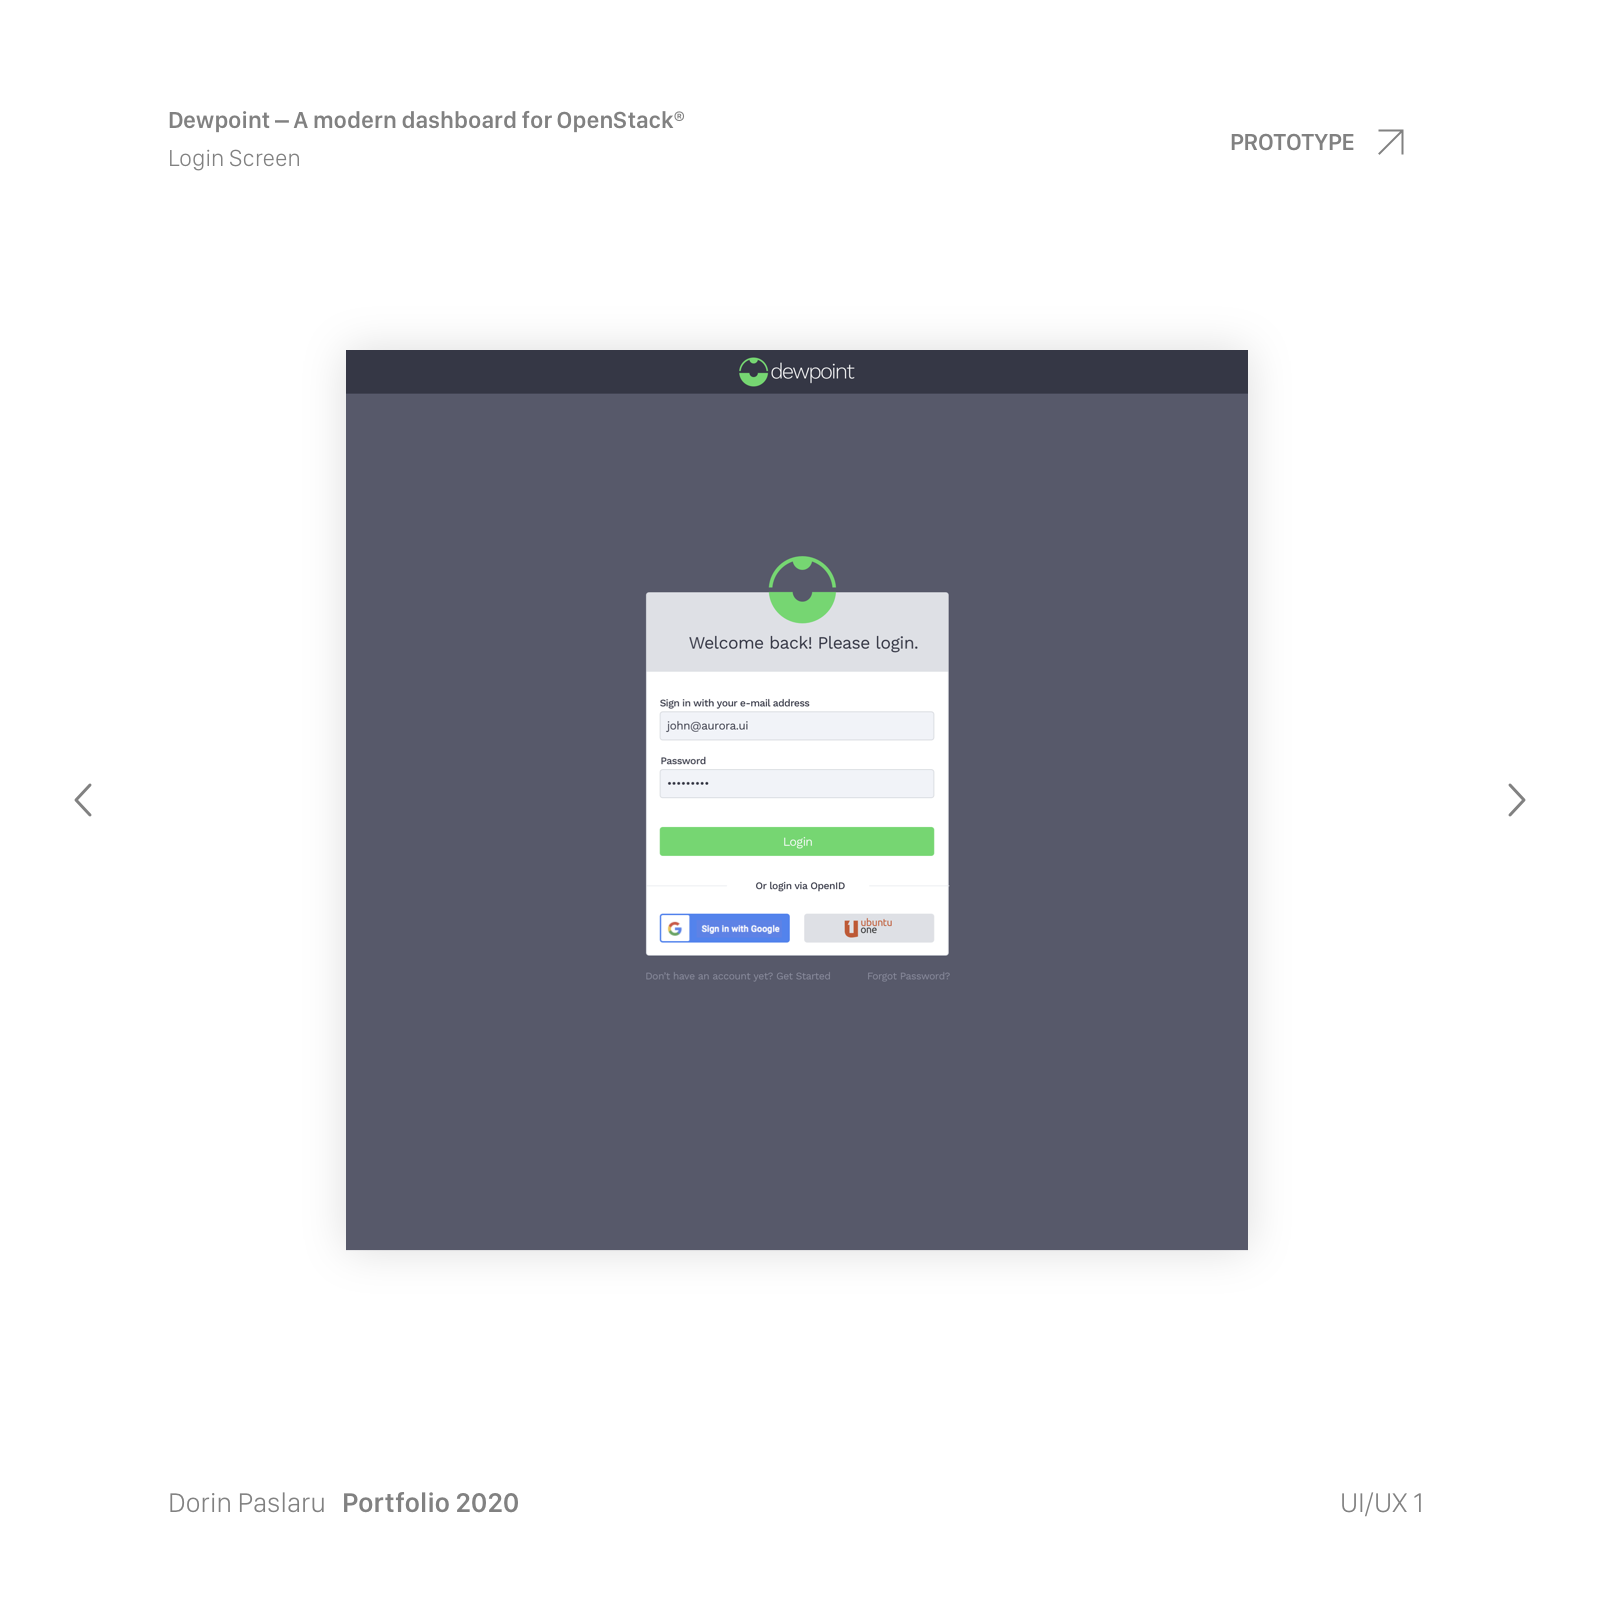 Dewpoint – A modern dashboard for OpenStack®
Login Screen
PROTOTYPE
dewpoint
Welcome back! Please login.
Sign in with your e-mail address
john@aurora.ui
Password
•••••••••
Login
Or login via OpenID
G Sign in with Google
ubuntu
one
Don't have an account yet? Get Started
Forgot Password?
Dorin Paslaru Portfolio 2020
UI/UX 1